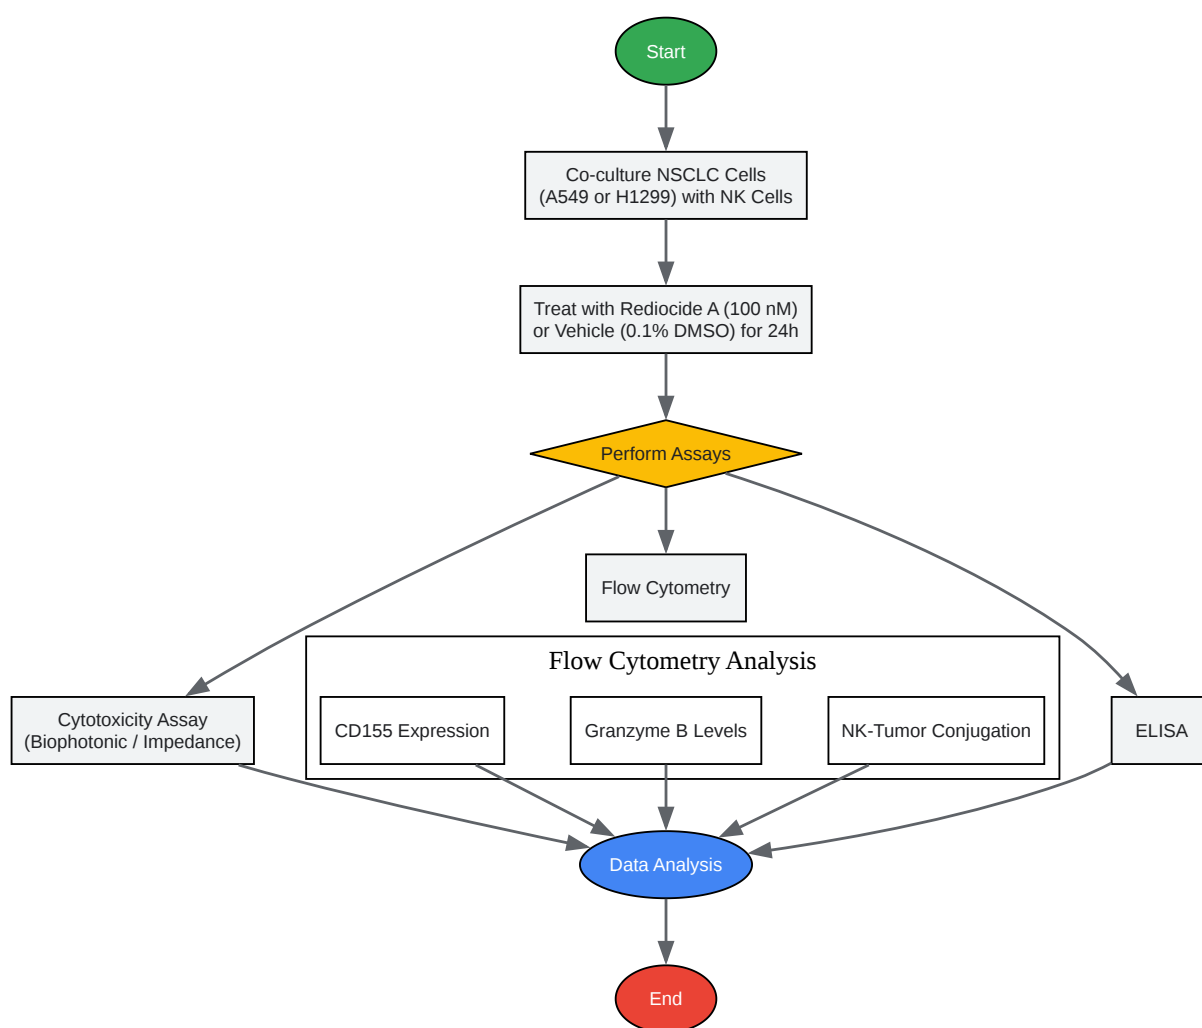 Start
Co-culture NSCLC Cells
(A549 or H1299) with NK Cells
Treat with Rediocide A (100 nM)
or Vehicle (0.1% DMSO) for 24h
Perform Assays
Flow Cytometry
Flow Cytometry Analysis
Cytotoxicity Assay
(Biophotonic / Impedance)
CD155 Expression
Granzyme B Levels
NK-Tumor Conjugation
ELISA
Data Analysis
End